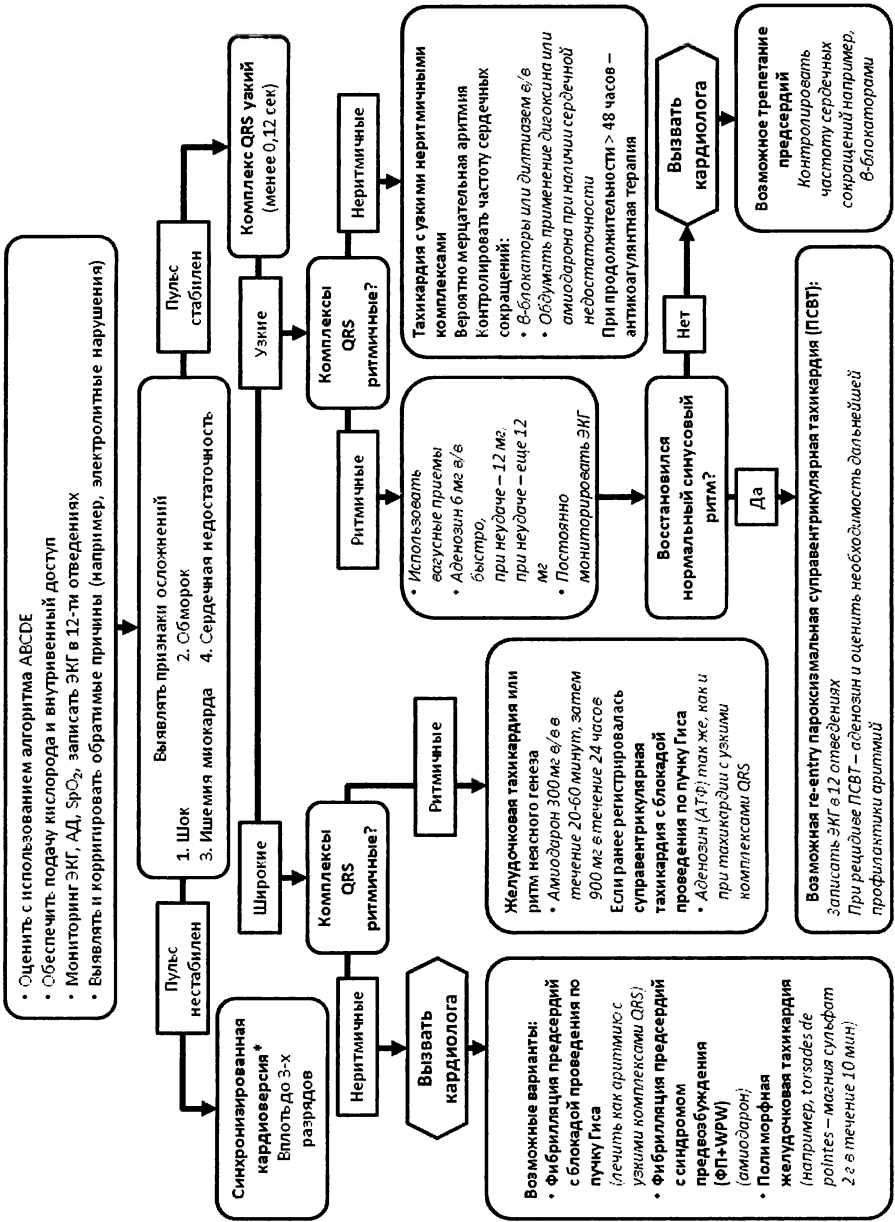 • Оценить с использованием алгоритма ABCDE
• Обеспечить подачу кислорода и внутривенный доступ
• Мониторинг ЭКГ, АД, SpO₂, записать ЭКГ в 12-ти отведениях
• Выявлять и корригировать обратимые причины (например, электролитные нарушения)
Пульс
нестабилен
Выявлять признаки осложнений
1. Шок 2. Обморок
3. Ишемия миокарда 4. Сердечная недостаточность
Пульс
стабилен
Синхронизированная
кардиоверсия*
Вплоть до 3-х
разрядов
Комплекс QRS узкий
(менее 0,12 сек)
Широкие
Узкие
Комплексы
QRS
ритмичные?
Неритмичные
Ритмичные
Комплексы
QRS
ритмичные?
Ритмичные
Неритмичные
Вызвать
кардиолога
Возможные варианты:
• Фибрилляция предсердий
с блокадой проведения по
пучку Гиса
(лечить как аритмию с
узкими комплексами QRS)
• Фибрилляция предсердий
с синдромом
предвозбуждения
(ФП+WPW)
(амиодарон)
• Полиморфная
желудочковая тахикардия
(например, torsades de
pointes – магния сульфат
2 г в течение 10 мин)
Желудочковая тахикардия или
ритм неясного генеза
• Амиодарон 300 мг в/в в
течение 20-60 минут, затем
900 мг в течение 24 часов
Если ранее регистрировалась
суправентрикулярная
тахикардия с блокадой
проведения по пучку Гиса
• Аденозин (АТФ) так же, как и
при тахикардии с узкими
комплексами QRS
• Использовать
вагусные приемы
• Аденозин 6 мг в/в
быстро,
при неудаче – 12 мг,
при неудаче – еще 12
мг
• Постоянно
мониторировать ЭКГ
Тахикардия с узкими неритмичными
комплексами
Вероятно мерцательная аритмия
Контролировать частоту сердечных
сокращений:
• β-блокаторы или дилтиазем в/в
• Обдумать применение дигоксина или
амиодарона при наличии сердечной
недостаточности
При продолжительности > 48 часов –
антикоагулянтная терапия
Восстановился
нормальный синусовый
ритм?
Нет
Вызвать
кардиолога
Да
Возможная re-entry пароксизмальная суправентрикулярная тахикардия (ПСВТ):
Записать ЭКГ в 12 отведениях
При рецидиве ПСВТ – аденозин и оценить необходимость дальнейшей
профилактики аритмий
Возможное трепетание
предсердий
Контролировать
частоту сердечных
сокращений например,
β-блокаторами